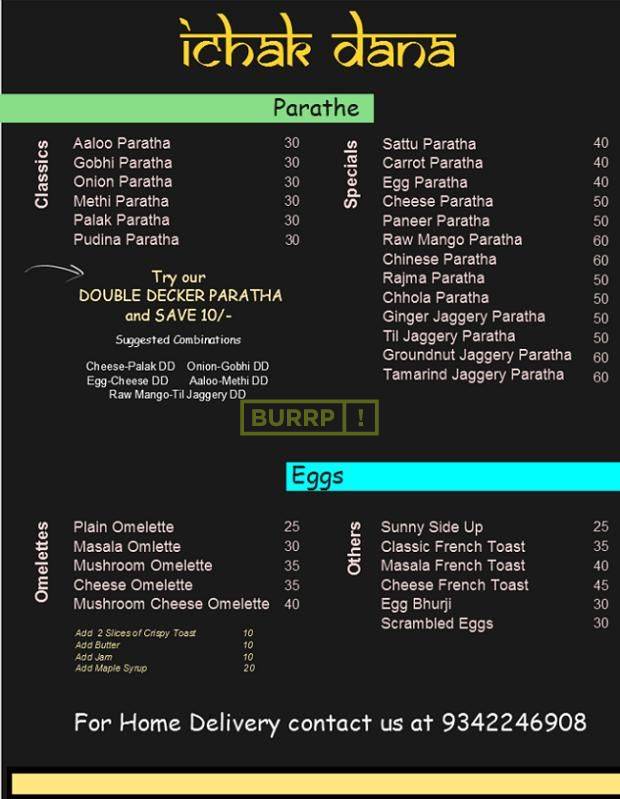 ichak dana
Parathe
Classics
Aaloo Paratha 30
Gobhi Paratha 30
Onion Paratha 30
Methi Paratha 30
Palak Paratha 30
Pudina Paratha 30
Try our
DOUBLE DECKER PARATHA
and SAVE 10/-
Suggested Combinations
Cheese-Palak DD Onion-Gobhi DD
Egg-Cheese DD Aaloo-Methi DD
Raw Mango-Til Jaggery DD
Specials
Sattu Paratha 40
Carrot Paratha 40
Egg Paratha 40
Cheese Paratha 50
Paneer Paratha 50
Raw Mango Paratha 60
Chinese Paratha 60
Rajma Paratha 50
Chhola Paratha 50
Ginger Jaggery Paratha 50
Til Jaggery Paratha 50
Groundnut Jaggery Paratha 60
Tamarind Jaggery Paratha 60
BURRP !
Eggs
Omelettes
Plain Omelette 25
Masala Omlette 30
Mushroom Omelette 35
Cheese Omelette 35
Mushroom Cheese Omelette 40
Add 2 Slices of Crispy Toast 10
Add Butter 10
Add Jam 10
Add Maple Syrup 20
Others
Sunny Side Up 25
Classic French Toast 35
Masala French Toast 40
Cheese French Toast 45
Egg Bhurji 30
Scrambled Eggs 30
For Home Delivery contact us at 9342246908